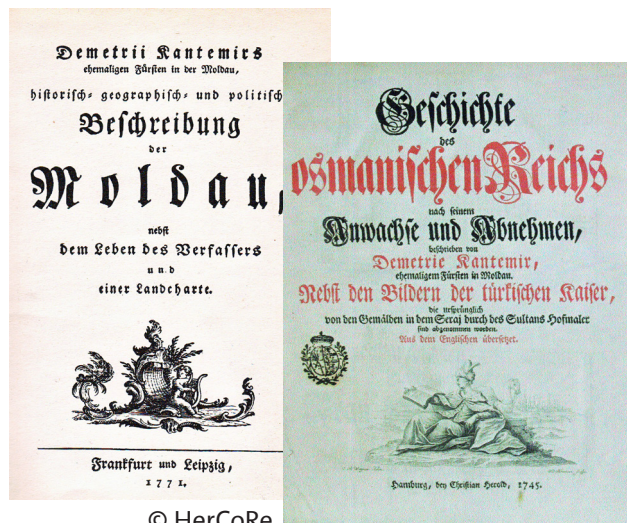 Demetrii Kantemirs
ehemaligen Fürsten in der Moldau,
historisch- geographisch- und politisch
Beschreibung
der
Moldau,
nebst
dem Leben des Verfassers
und
einer Landcharte.
Frankfurt und Leipzig,
1771.
Geschichte
des
osmanischen Reichs
nach seinem
Anwachse und Abnehmen,
beschrieben von
Demetrie Kantemir,
ehemaligem Fürsten in Moldau.
Nebst den Bildern der türkischen Kaiser,
die ursprünglich
von den Gemälden in dem Seraj durch des Sultans Hofmaler
sind abgenommen worden.
Aus dem Englischen übersetzet.
Hamburg, bey Christian Herold, 1745.
© HerCoRe